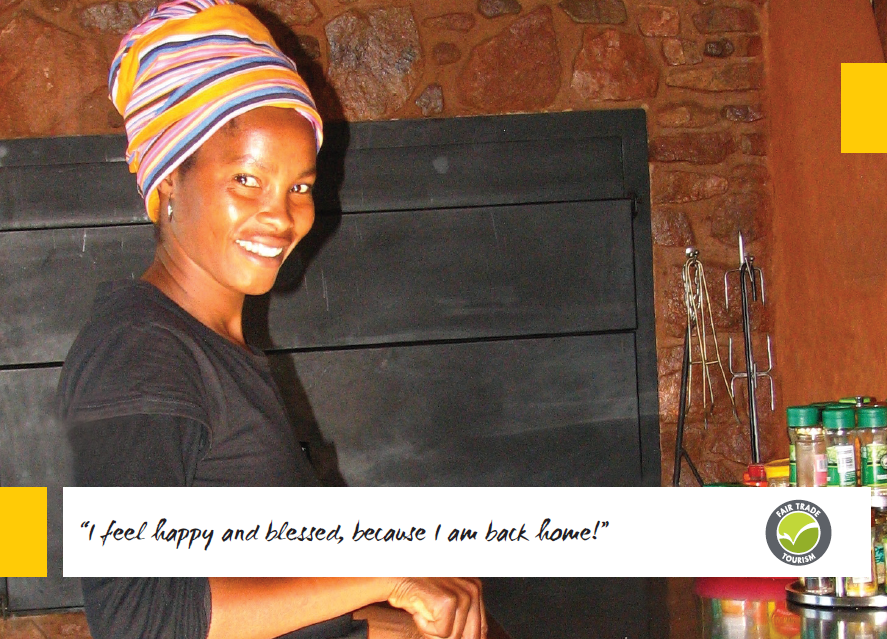 “I feel happy and blessed, because I am back home!”
FAIR TRADE
TOURISM